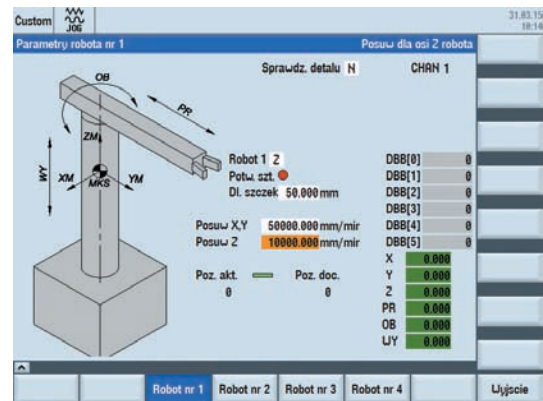 Custom JOG 31.03.15
18:14
Parametry robota nr 1 Posuw dla osi Z robota
Sprawdz. detalu N CHAN 1
OB
PR
ZM
WY
XM MKS YM
Robot 1 Z DBB[0] 0
Potw. szt. DBB[1] 0
Dl. szczek 50.000 mm DBB[2] 0
DBB[3] 0
Posuw X,Y 50000.000 mm/mir DBB[4] 0
Posuw Z 10000.000 mm/mir DBB[5] 0
X 0.000
Poz. akt. Poz. doc. Y 0.000
0 0 Z 0.000
PR 0.000
OB 0.000
WY 0.000
Robot nr 1 Robot nr 2 Robot nr 3 Robot nr 4 Wyjscie